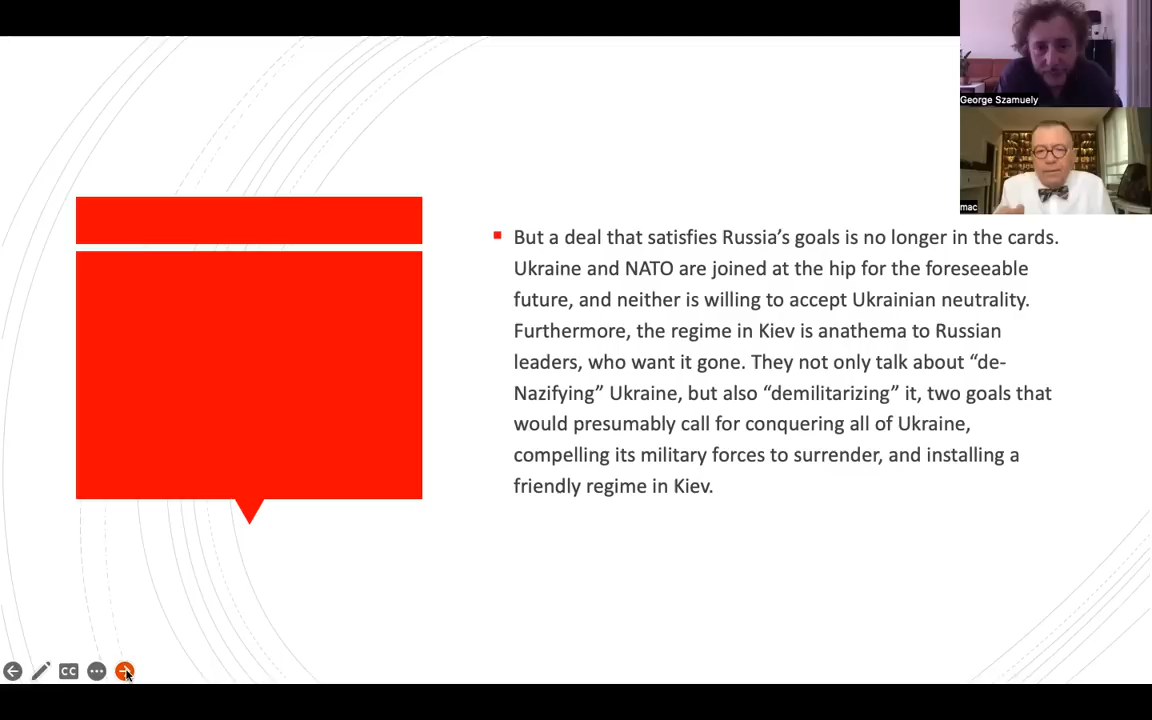 George Szamuely
mac
But a deal that satisfies Russia’s goals is no longer in the cards.
Ukraine and NATO are joined at the hip for the foreseeable
future, and neither is willing to accept Ukrainian neutrality.
Furthermore, the regime in Kiev is anathema to Russian
leaders, who want it gone. They not only talk about “de-
Nazifying” Ukraine, but also “demilitarizing” it, two goals that
would presumably call for conquering all of Ukraine,
compelling its military forces to surrender, and installing a
friendly regime in Kiev.
CC